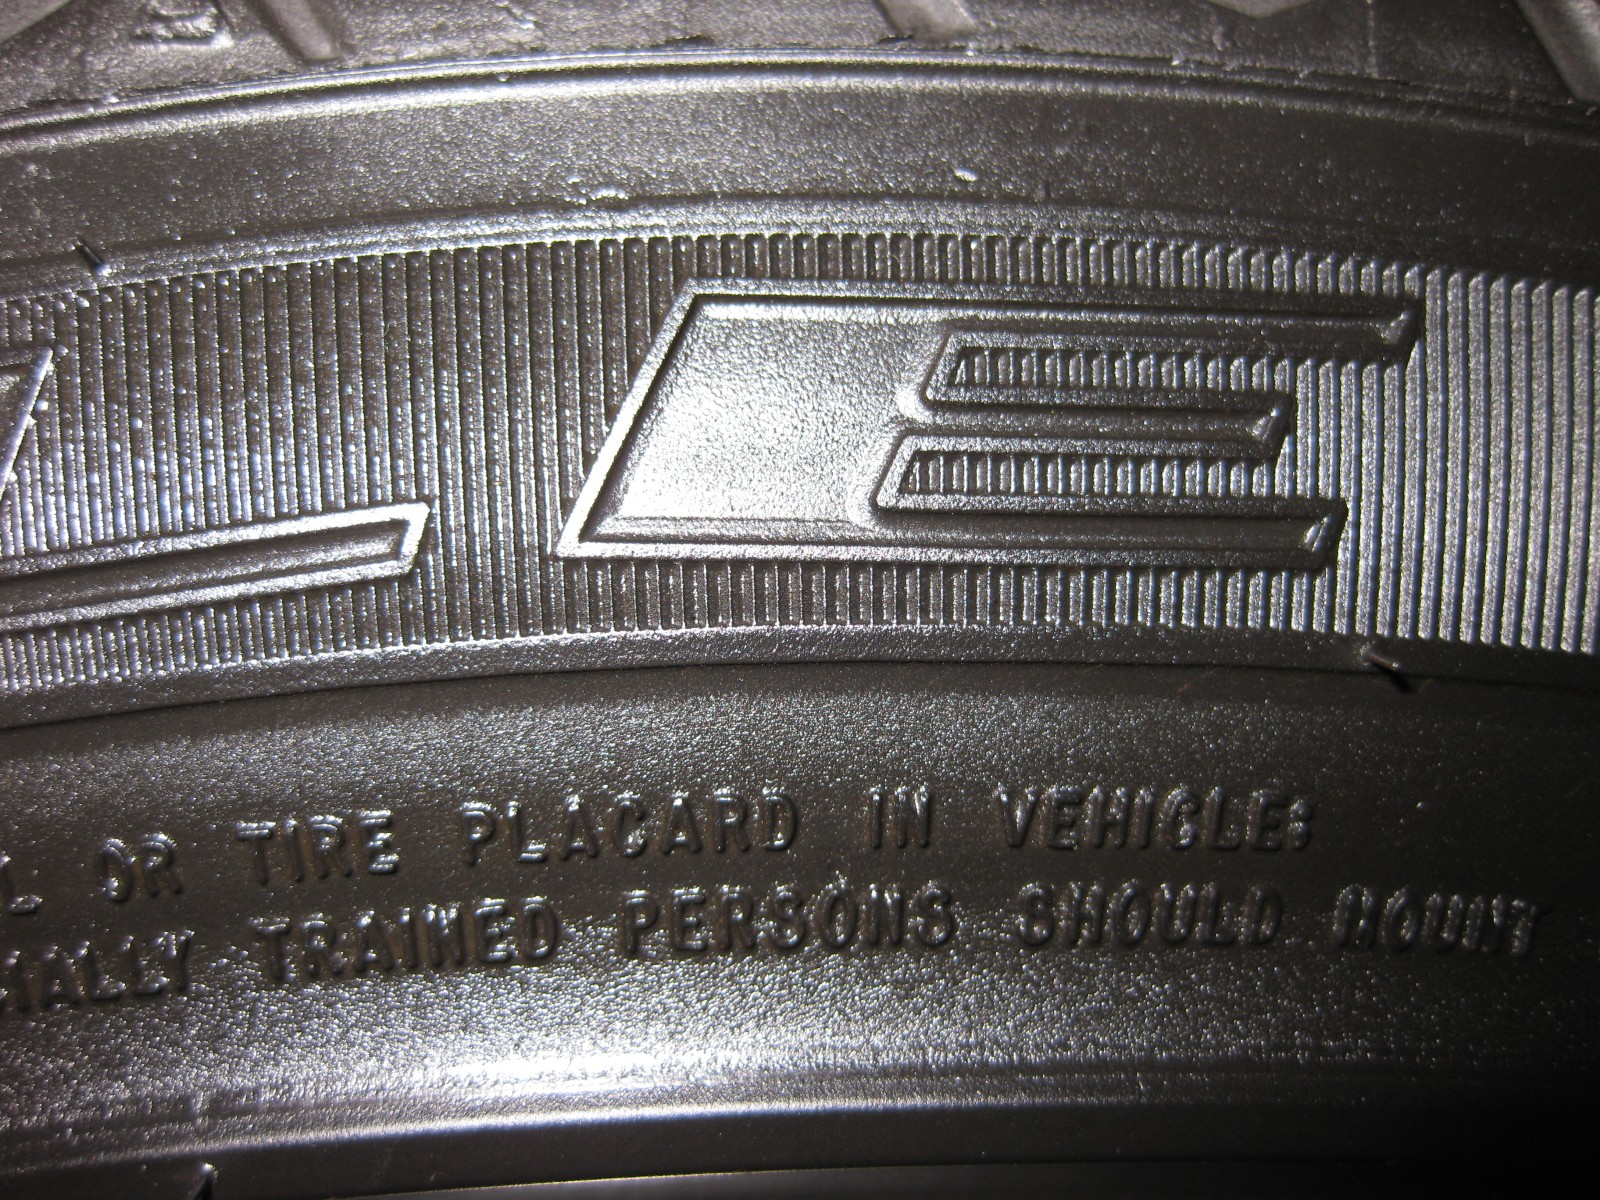 E
OR TIRE PLACARD IN VEHICLE;
TRAINED PERSONS SHOULD MOUNT